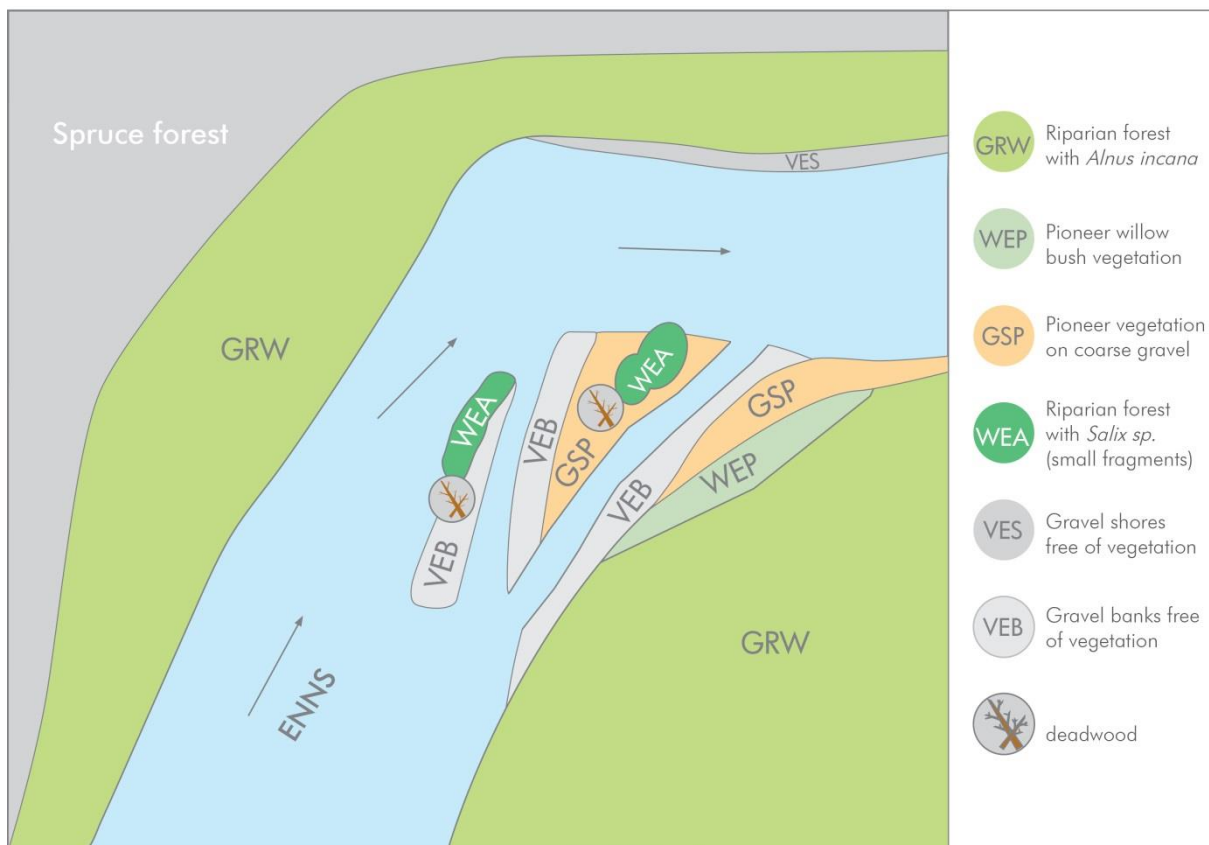 Spruce forest
VES
GRW
WEA
VEB
VEB
GSP
WEA
GSP
VEB
WEP
GRW
ENNS
GRW
Riparian forest
with Alnus incana
WEP
Pioneer willow
bush vegetation
GSP
Pioneer vegetation
on coarse gravel
WEA
Riparian forest
with Salix sp.
(small fragments)
VES
Gravel shores
free of vegetation
VEB
Gravel banks free
of vegetation
deadwood